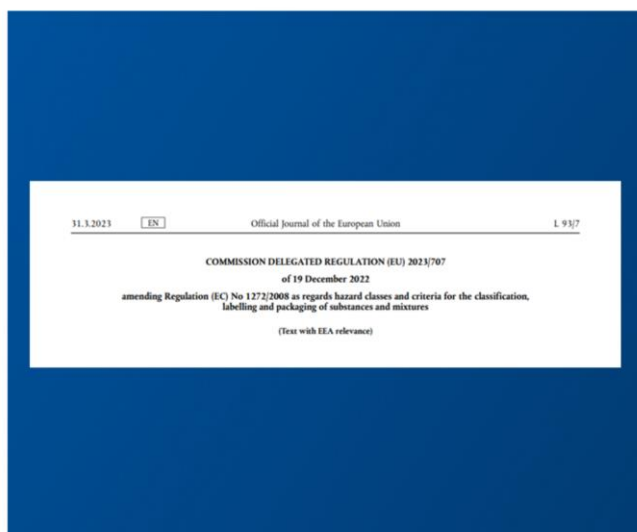 31.3.2023 EN Official Journal of the European Union L 93/7
COMMISSION DELEGATED REGULATION (EU) 2023/707
of 19 December 2022
amending Regulation (EC) No 1272/2008 as regards hazard classes and criteria for the classification,
labelling and packaging of substances and mixtures
(Text with EEA relevance)